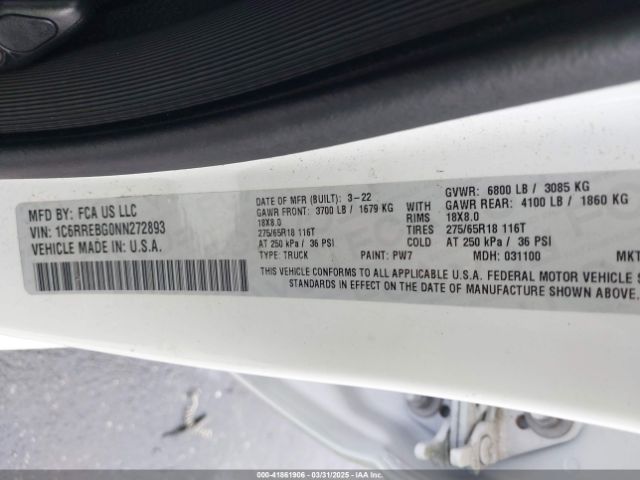 MFD BY: FCA US LLC
VIN: 1C6RREBG0NN272893
VEHICLE MADE IN U.S.A.
DATE OF MFR (BUILT): 3-22
GAWR FRONT: 3700 LB / 1679 KG
18X8.0
275/65R18 116T
AT 250 kPa / 36 PSI
TYPE: TRUCK PAINT: PW7 MDH: 031100 MKT
WITH
RIMS
TIRES
COLD
GVWR: 6800 LB / 3085 KG
GAWR REAR: 4100 LB / 1860 KG
18X8.0
275/65R18 116T
AT 250 kPa / 36 PSI
THIS VEHICLE CONFORMS TO ALL APPLICABLE U.S.A. FEDERAL MOTOR VEHICLE S
STANDARDS IN EFFECT ON THE DATE OF MANUFACTURE SHOWN ABOVE.
000-41861906 - 03/31/2025 - IAAI.COM